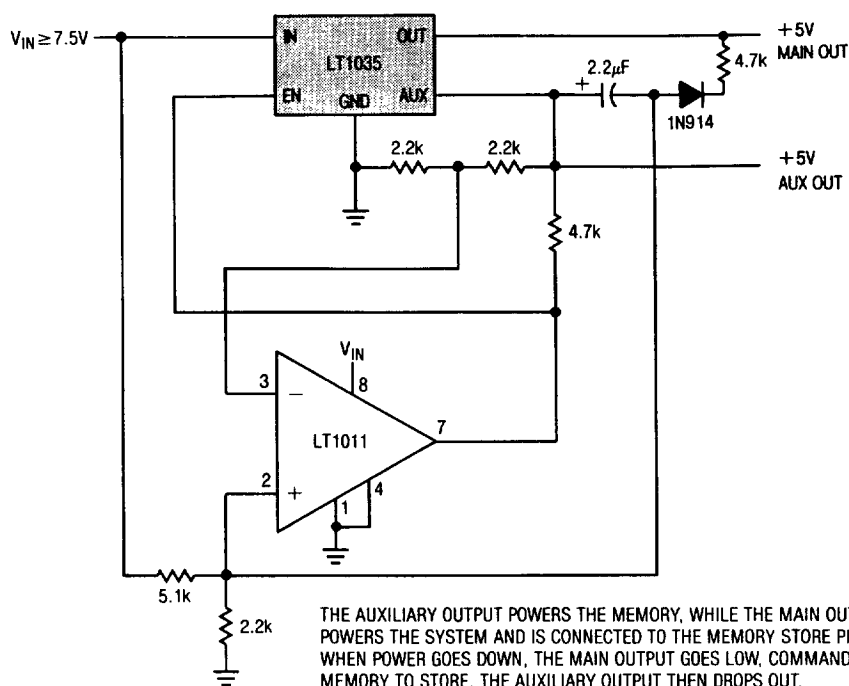 VIN ≥ 7.5V
IN
OUT
LT1035
EN
GND
AUX
+5V
MAIN OUT
4.7k
2.2µF
+
1N914
2.2k
2.2k
+5V
AUX OUT
4.7k
VIN
8
3
−
LT1011
7
2
+
1
4
5.1k
2.2k
THE AUXILIARY OUTPUT POWERS THE MEMORY, WHILE THE MAIN
POWERS THE SYSTEM AND IS CONNECTED TO THE MEMORY STORE
WHEN POWER GOES DOWN, THE MAIN OUTPUT GOES LOW,
MEMORY TO STORE. THE AUXILIARY OUTPUT THEN DROPS OUT.